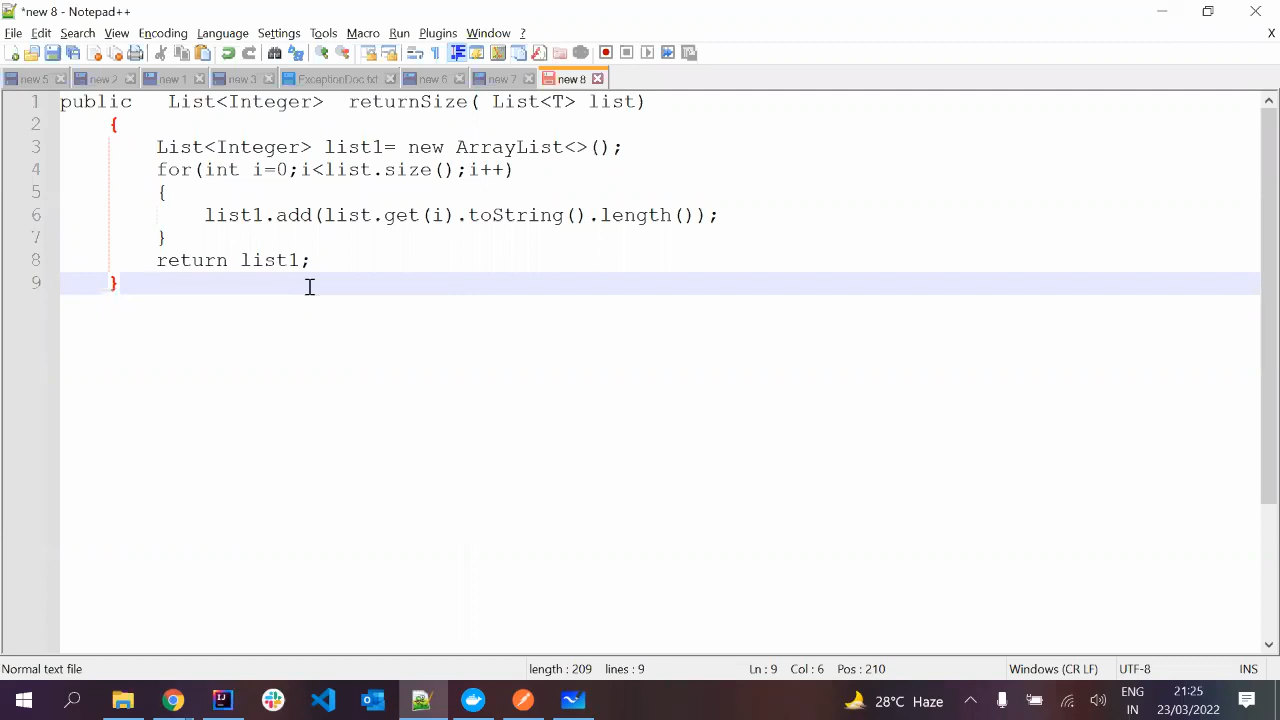 *new 8 - Notepad++
File Edit Search View Encoding Language Settings Tools Macro Run Plugins Window ? X
new 5 new 2 new 1 new 3 ExceptionDoc.txt new 6 new 7 new 8
1 public   List<Integer>  returnSize( List<T> list)
2 {
3 List<Integer> list1= new ArrayList<>();
4 for(int i=0;i<list.size();i++)
5 {
6 list1.add(list.get(i).toString().length());
7 }
8 return list1;
9 }
Normal text file length : 209 lines : 9 Ln : 9 Col : 6 Pos : 210 Windows (CR LF) UTF-8 INS
28°C Haze ENG 21:25
IN 23/03/2022